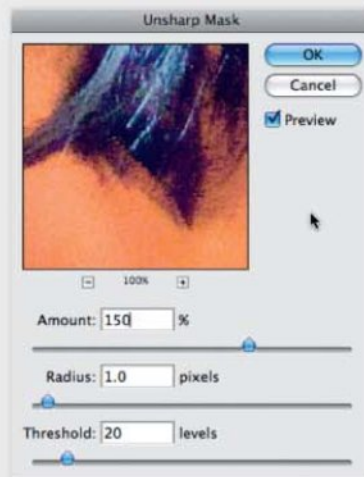 Unsharp Mask
OK
Cancel
Preview
100%
Amount: 150 %
Radius: 1.0 pixels
Threshold: 20 levels